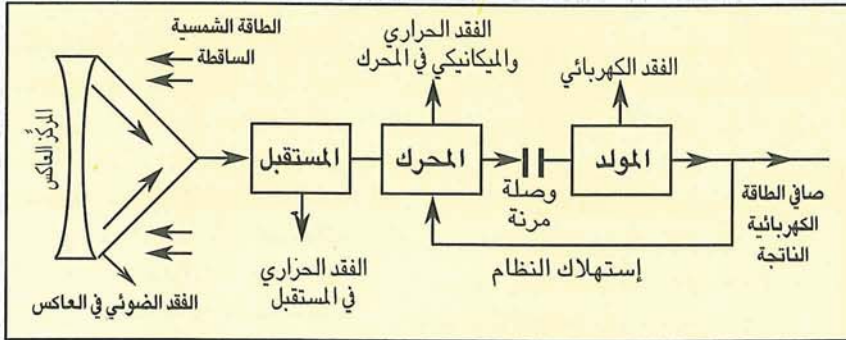 الطاقة الشمسية
الساقطة
المركَّز العاكس
الفقد الضوئي في العاكس
المستقبل
الفقد الحراري
في المستقبل
الفقد الحراري
والميكانيكي في المحرك
المحرك
وصلة
مرنة
الفقد الكهربائي
المولد
صافي الطاقة
الكهربائية
الناتجة
إستهلاك النظام